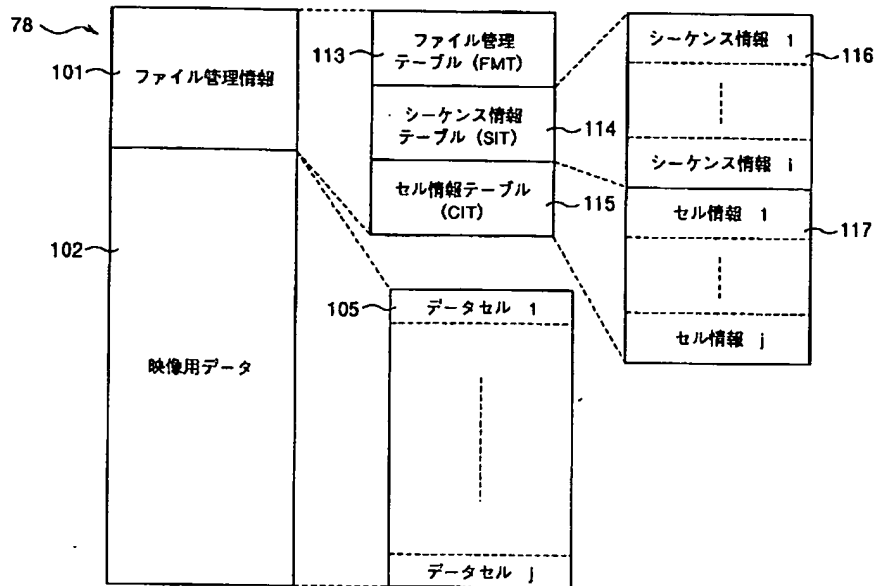 78
101
ファイル管理情報
102
映像用データ
113
ファイル管理
テーブル (FMT)
シーケンス情報
テーブル (SIT)
114
セル情報テーブル
(CIT)
115
シーケンス情報 1
116
シーケンス情報 i
セル情報 1
117
セル情報 j
105
データセル 1
データセル j